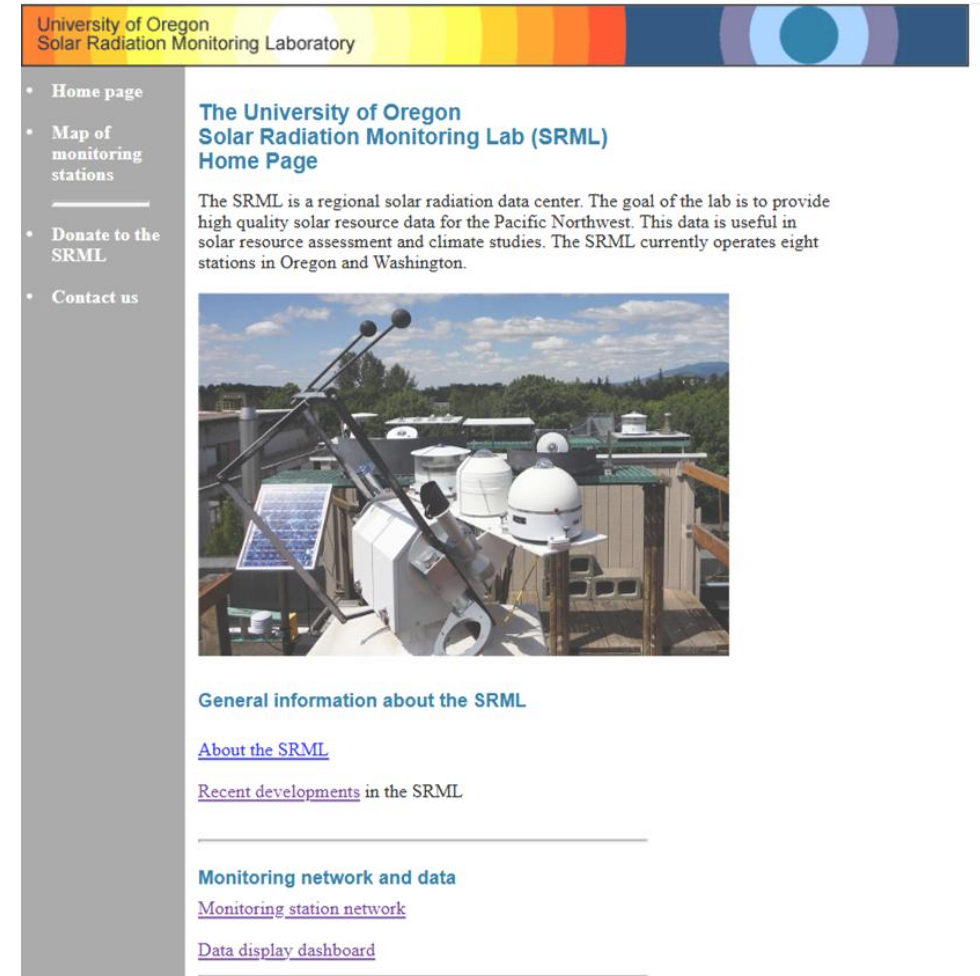 University of Oregon
Solar Radiation Monitoring Laboratory
• Home page
• Map of
monitoring
stations
• Donate to the
SRML
• Contact us
The University of Oregon
Solar Radiation Monitoring Lab (SRML)
Home Page
The SRML is a regional solar radiation data center. The goal of the lab is to provide
high quality solar resource data for the Pacific Northwest. This data is useful in
solar resource assessment and climate studies. The SRML currently operates eight
stations in Oregon and Washington.
General information about the SRML
About the SRML
Recent developments in the SRML
Monitoring network and data
Monitoring station network
Data display dashboard